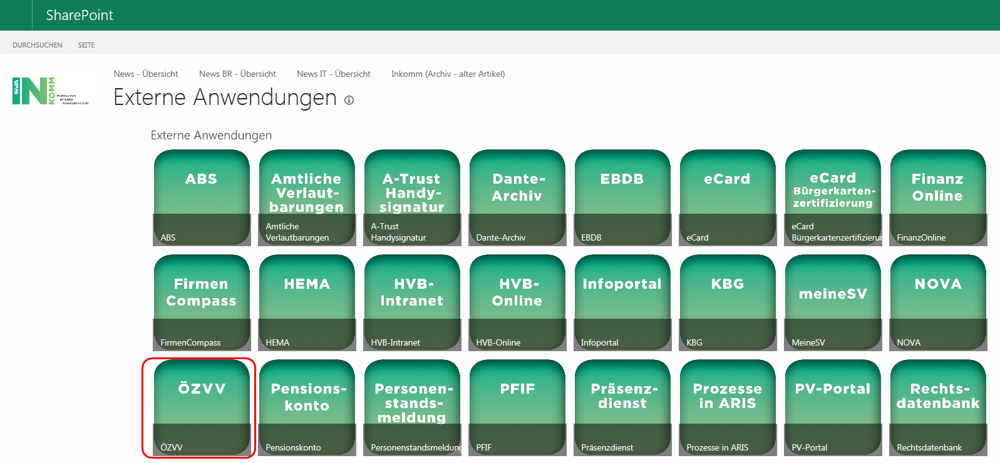 SharePoint
DURCHSUCHEN SEITE
SVA
IN
KOMM
PORTAL FÜR
INTERNE
KOMMUNIKATION
News - Übersicht News BR - Übersicht News IT - Übersicht Inkomm (Archiv - alter Artikel)
Externe Anwendungen
Externe Anwendungen
ABS
ABS
Amtliche
Verlaut-
barungen
Amtliche
Verlautbarungen
A-Trust
Handy-
signatur
A-Trust
Handysignatur
Dante-
Archiv
Dante-Archiv
EBDB
EBDB
eCard
eCard
eCard
Bürgerkarten-
zertifizierung
eCard
Bürgerkartenzertifizierun
Finanz
Online
FinanzOnline
Firmen
Compass
FirmenCompass
HEMA
HEMA
HVB-
Intranet
HVB-Intranet
HVB-
Online
HVB-Online
Infoportal
Infoportal
KBG
KBG
meineSV
MeineSV
NOVA
NOVA
ÖZVV
ÖZVV
Pensions-
konto
Pensionskonto
Personen-
stands-
meldung
Personenstandsmeldung
PFIF
PFIF
Präsenz-
dienst
Präsenzdienst
Prozesse
in ARIS
Prozesse in ARIS
PV-Portal
PV-Portal
Rechts-
datenbank
Rechtsdatenbank